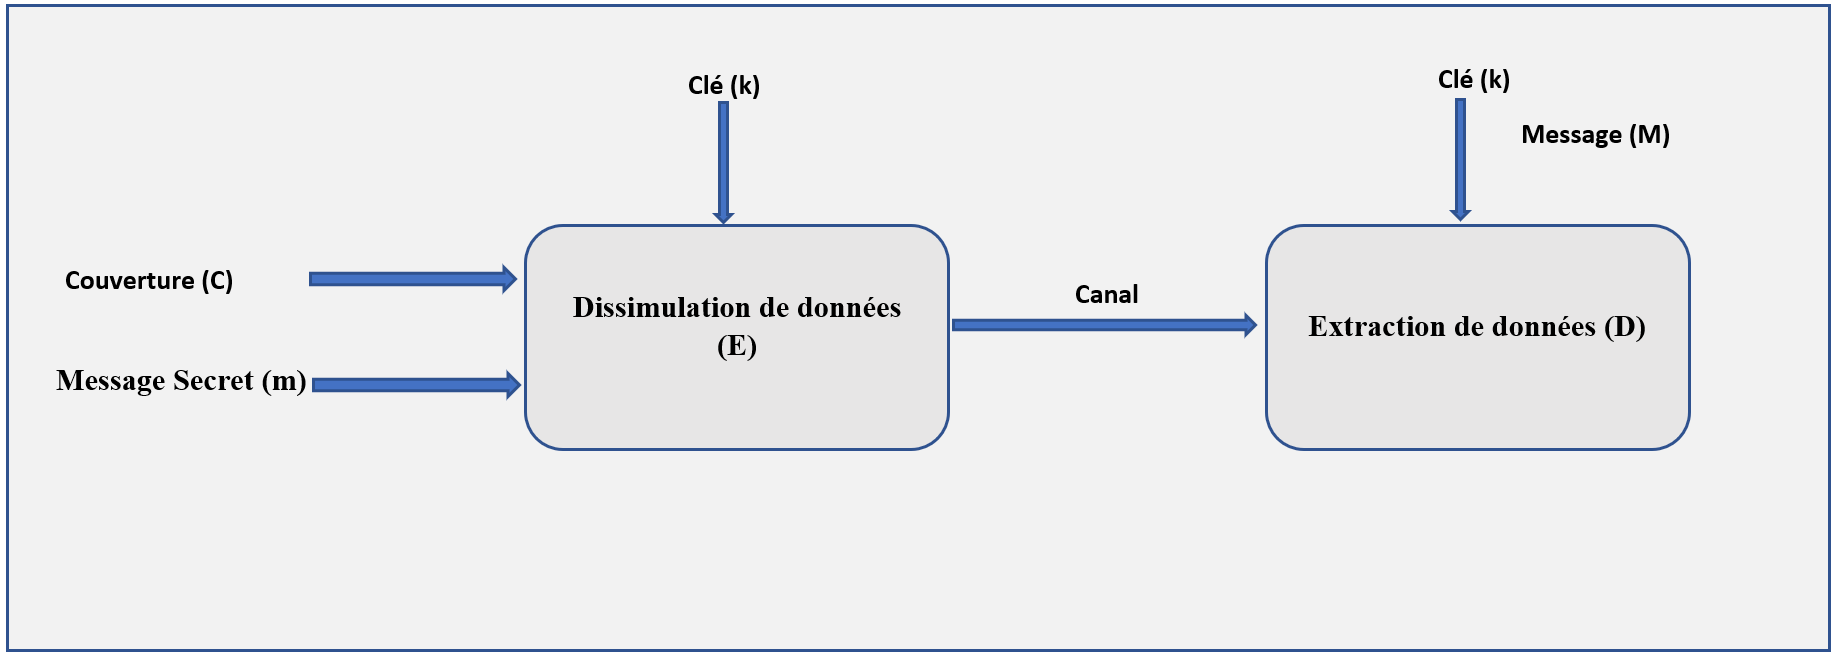 Clé (k)
Clé (k)
Message (M)
Couverture (C)
Message Secret (m)
Dissimulation de données
(E)
Canal
Extraction de données (D)